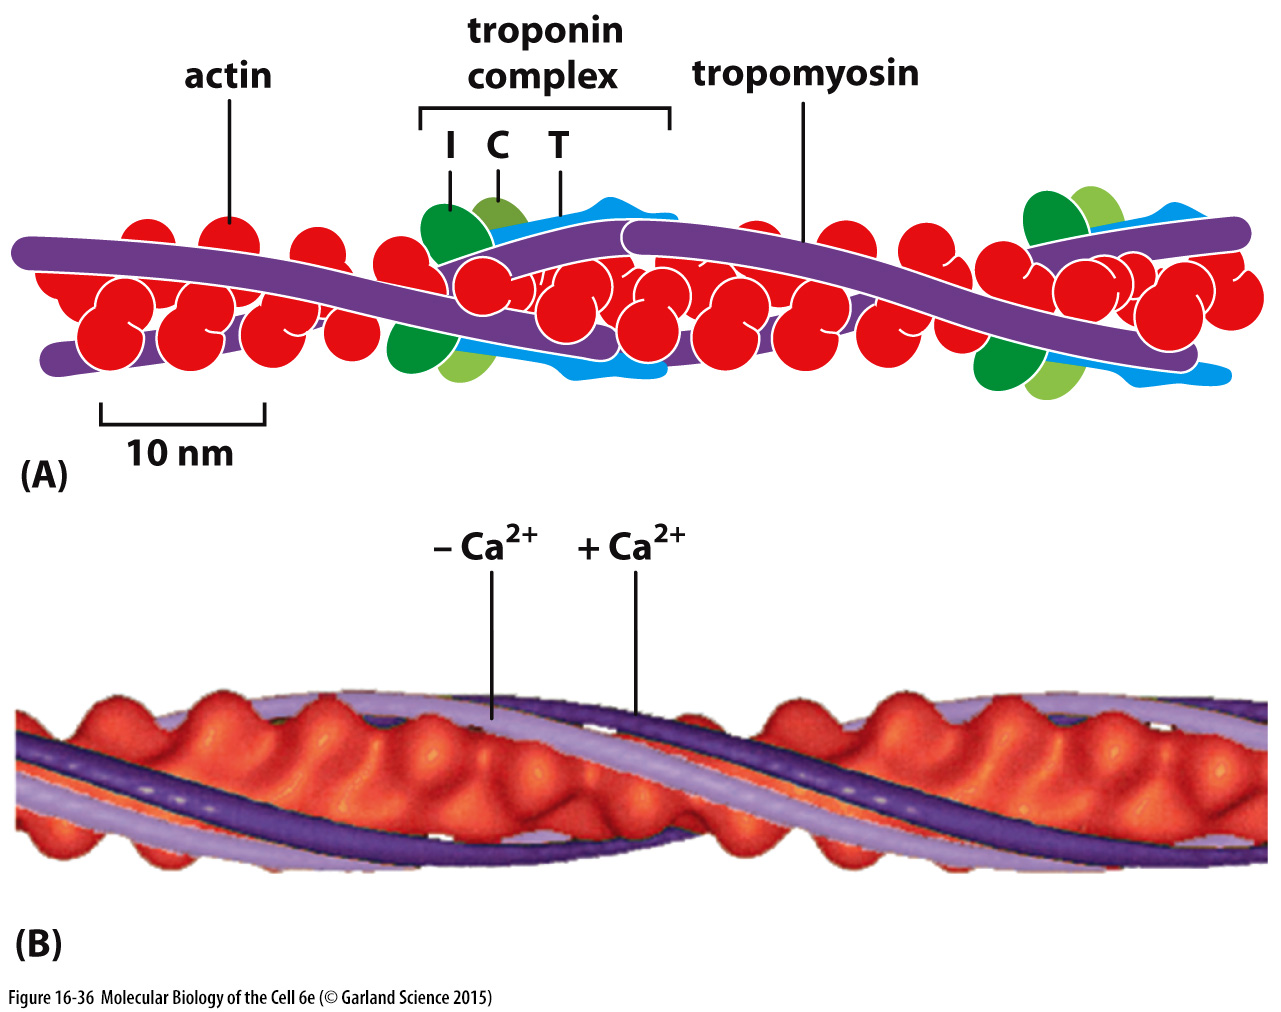 troponin
complex
actin
tropomyosin
I C T
10 nm
(A)
– Ca2+ + Ca2+
(B)
Figure 16-36 Molecular Biology of the Cell 6e (© Garland Science 2015)